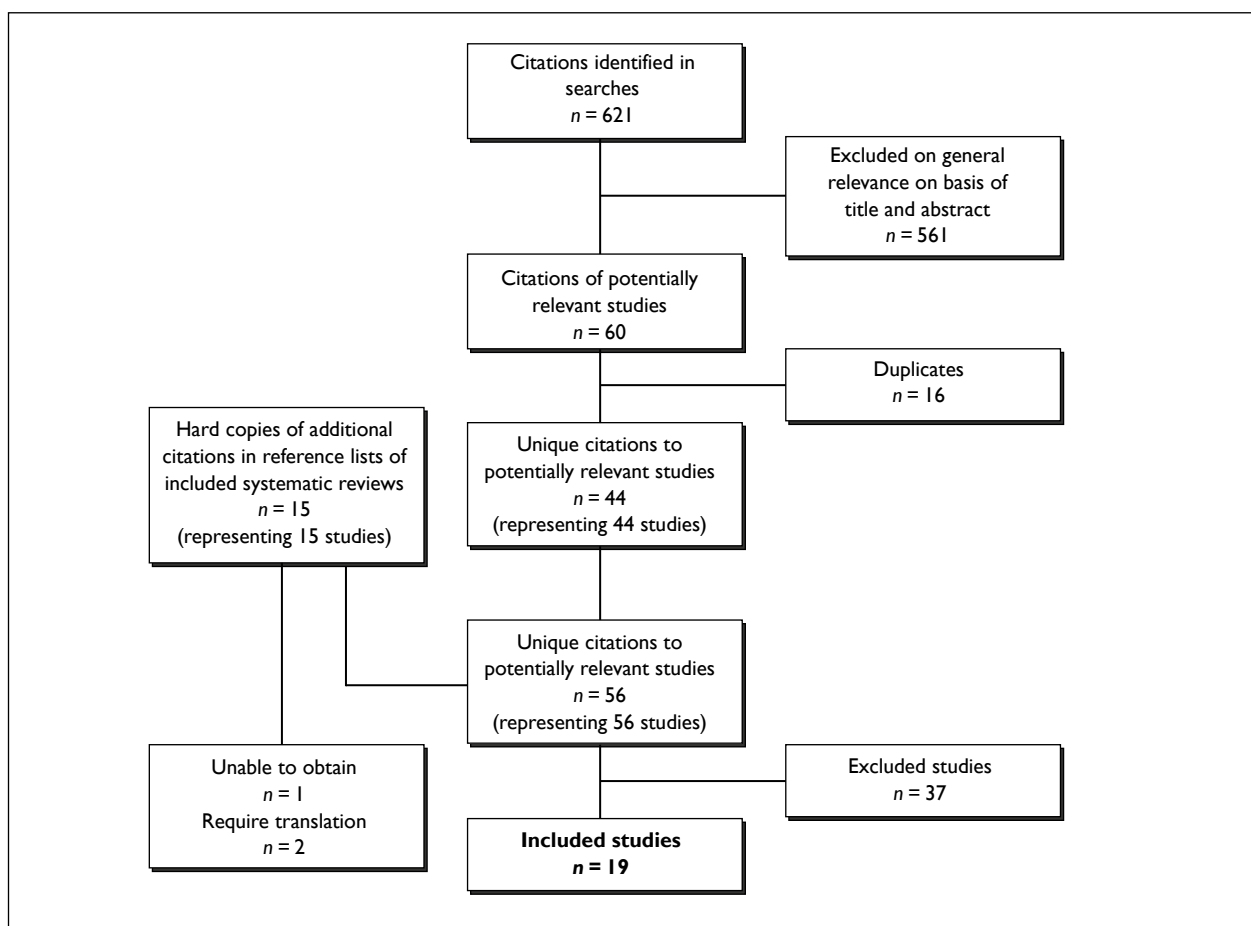 Citations identified in
searches
n = 621
Excluded on general
relevance on basis of
title and abstract
n = 561
Citations of potentially
relevant studies
n = 60
Duplicates
n = 16
Hard copies of additional
citations in reference lists of
included systematic reviews
n = 15
(representing 15 studies)
Unique citations to
potentially relevant studies
n = 44
(representing 44 studies)
Unique citations to
potentially relevant studies
n = 56
(representing 56 studies)
Unable to obtain
n = 1
Require translation
n = 2
Excluded studies
n = 37
Included studies
n = 19